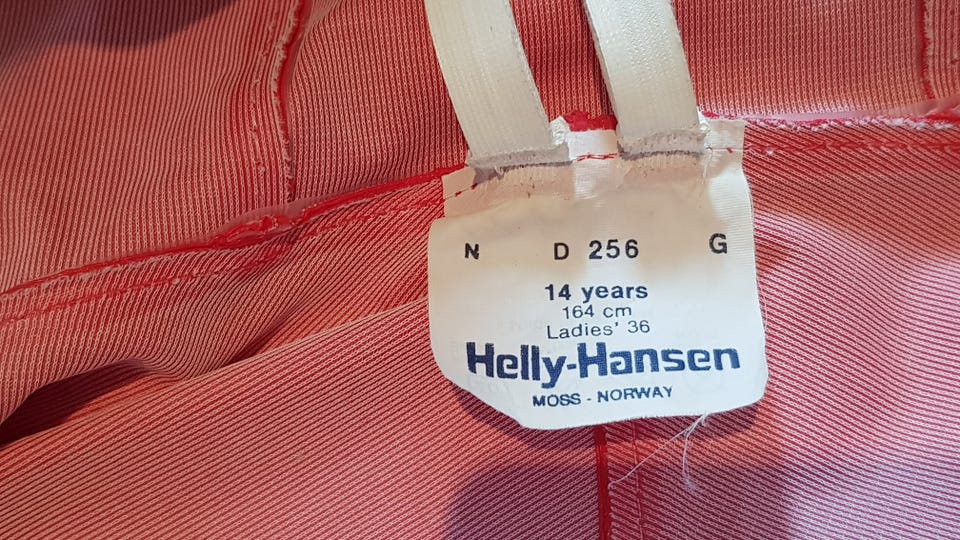 N D 256 G
14 years
164 cm
Ladies' 36
Helly-Hansen
MOSS - NORWAY